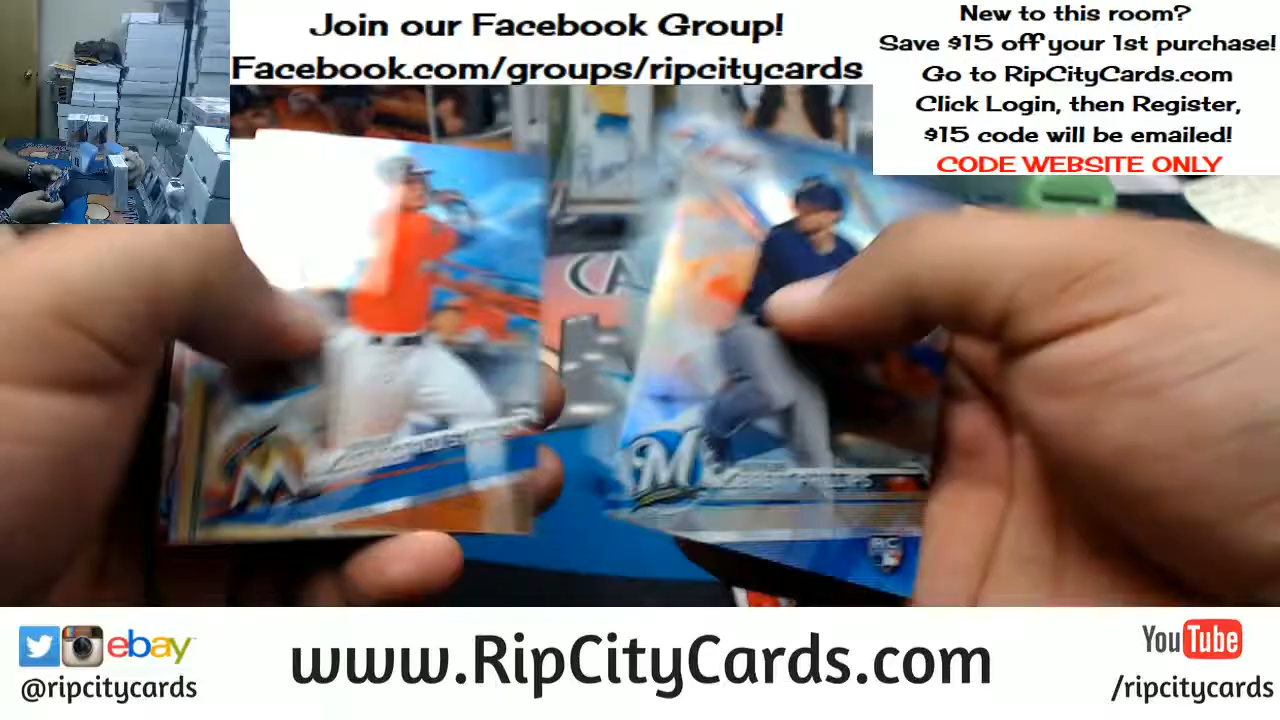 Join our Facebook Group!
Facebook.com/groups/ripcitycards
New to this room?
Save $15 off your 1st purchase!
Go to RipCityCards.com
Click Login, then Register,
$15 code will be emailed!
CODE WEBSITE ONLY
CA
M
M
RC
ebay
@ripcitycards
www.RipCityCards.com
YouTube
/ripcitycards